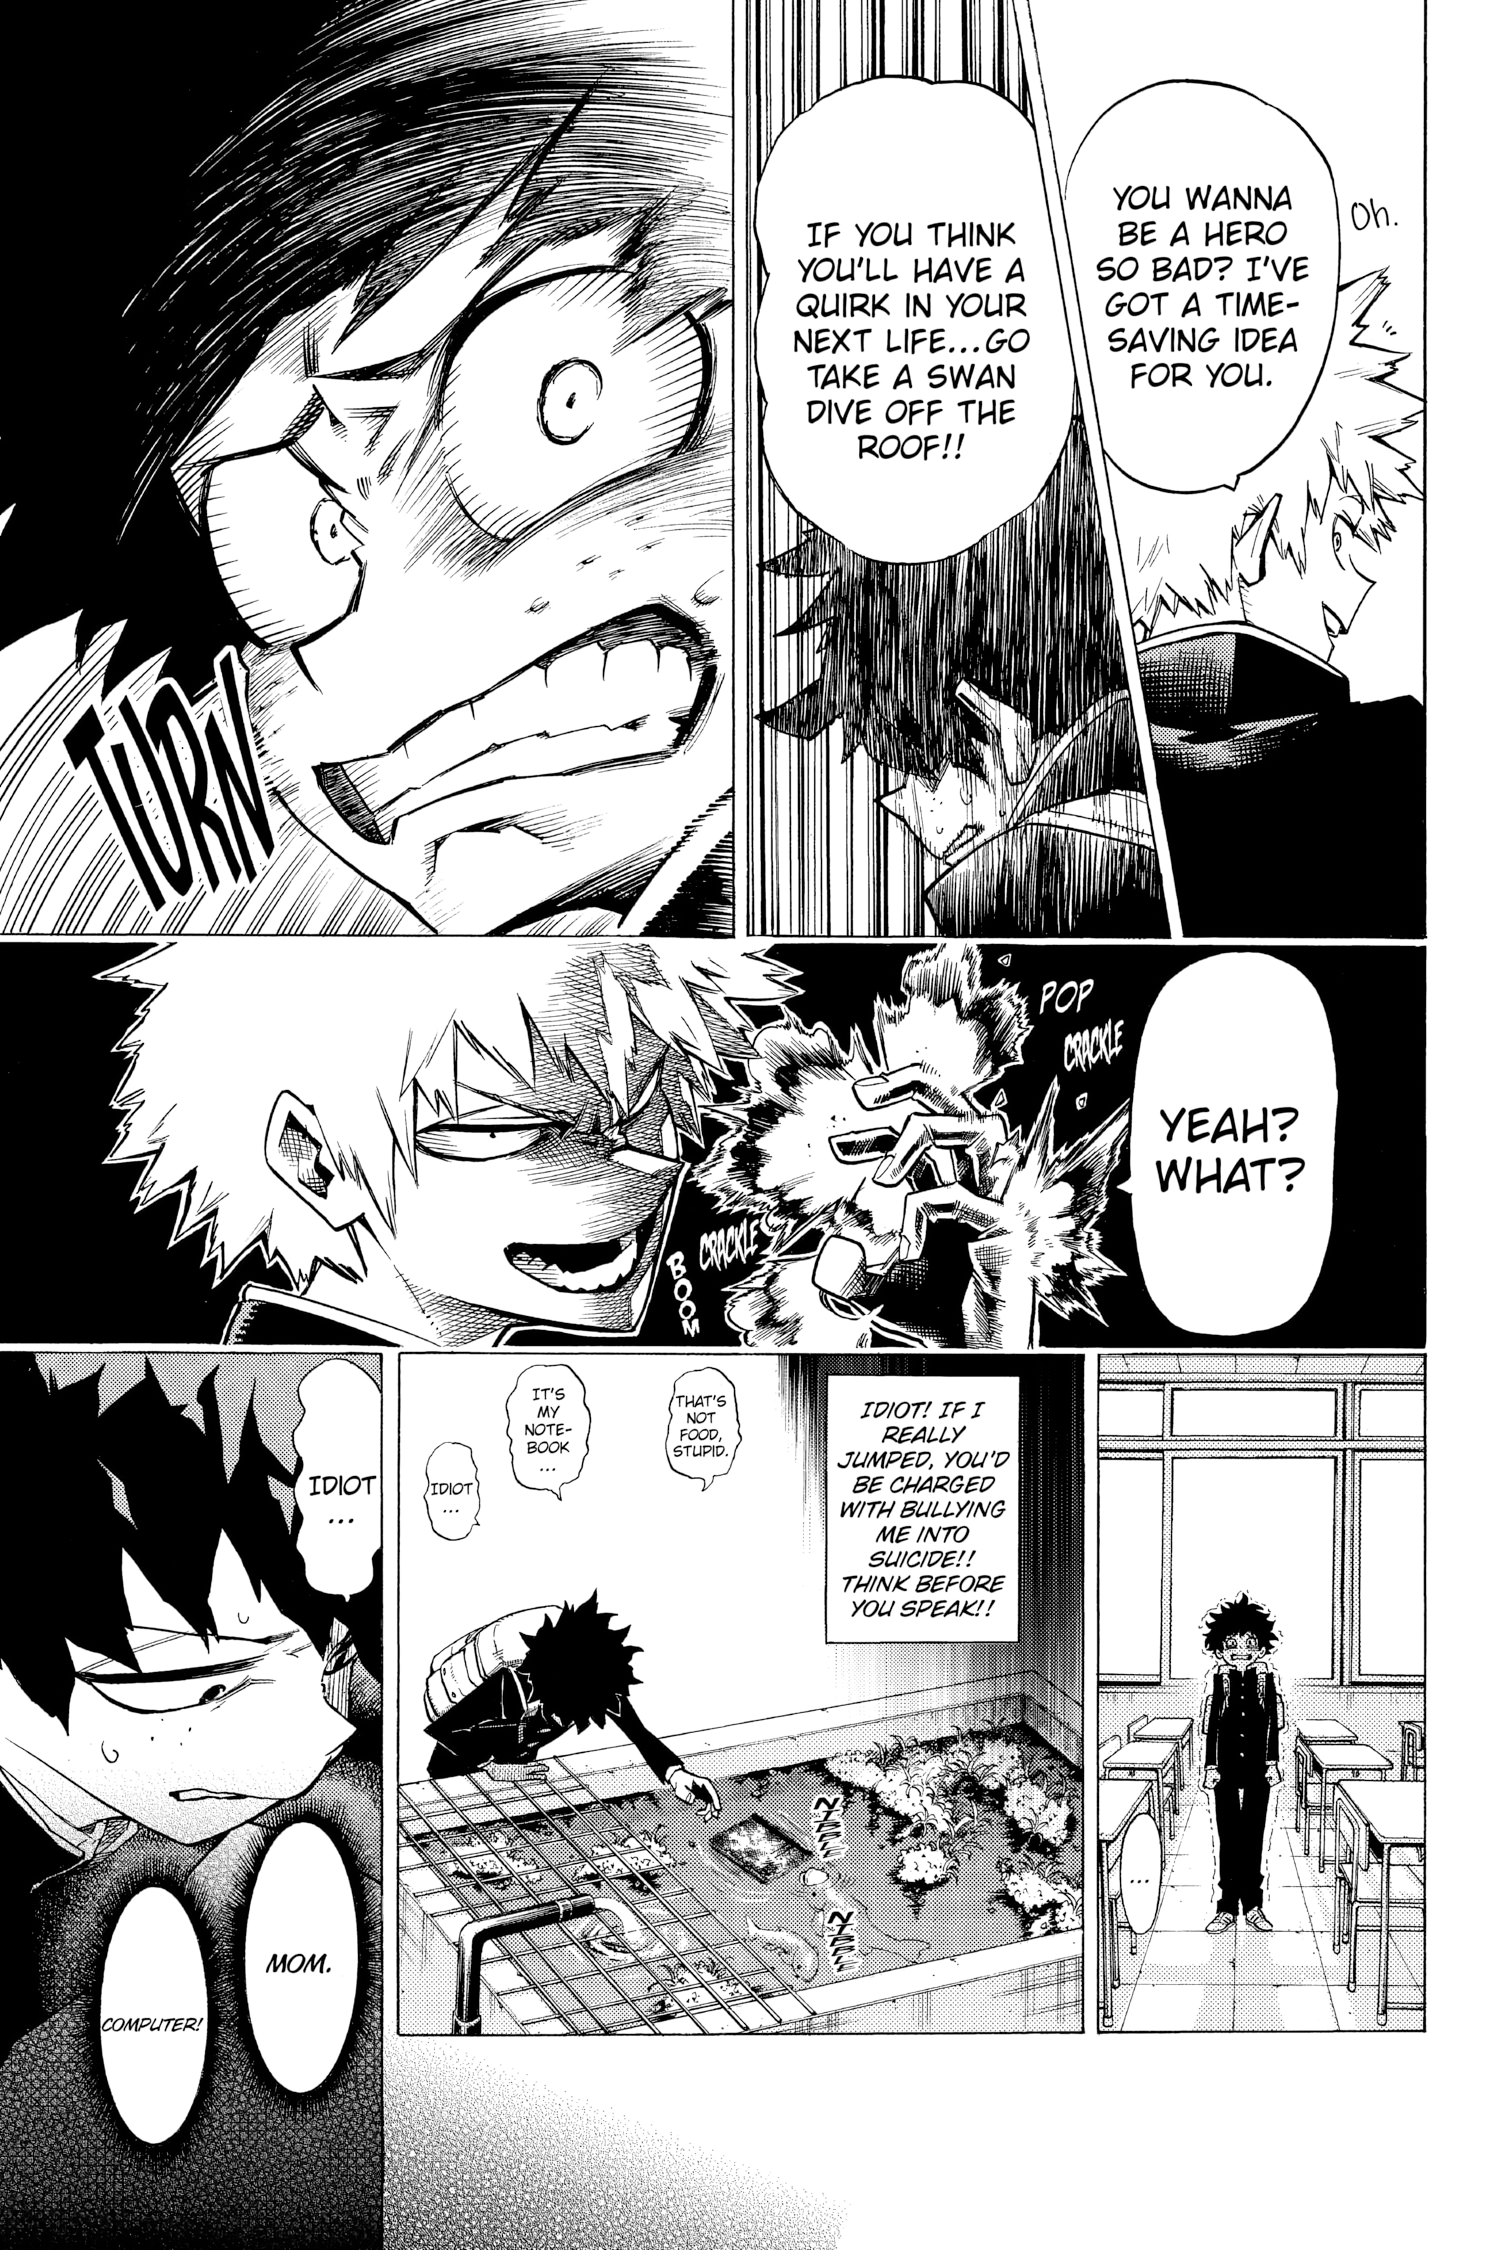 Oh.
YOU WANNA
BE A HERO
SO BAD? I'VE
GOT A TIME-
SAVING IDEA
FOR YOU.
IF YOU THINK
YOU'LL HAVE A
QUIRK IN YOUR
NEXT LIFE...GO
TAKE A SWAN
DIVE OFF THE
ROOF!!
TURN
YEAH?
WHAT?
POP
CRACKLE
CRACKLE
BOOM
...
IDIOT! IF I
REALLY
JUMPED, YOU'D
BE CHARGED
WITH BULLYING
ME INTO
SUICIDE!!
THINK BEFORE
YOU SPEAK!!
THAT'S
NOT
FOOD,
STUPID.
IT'S
MY
NOTE-
BOOK
...
IDIOT
...
NIBBLE
NIBBLE
IDIOT
...
MOM.
COMPUTER!